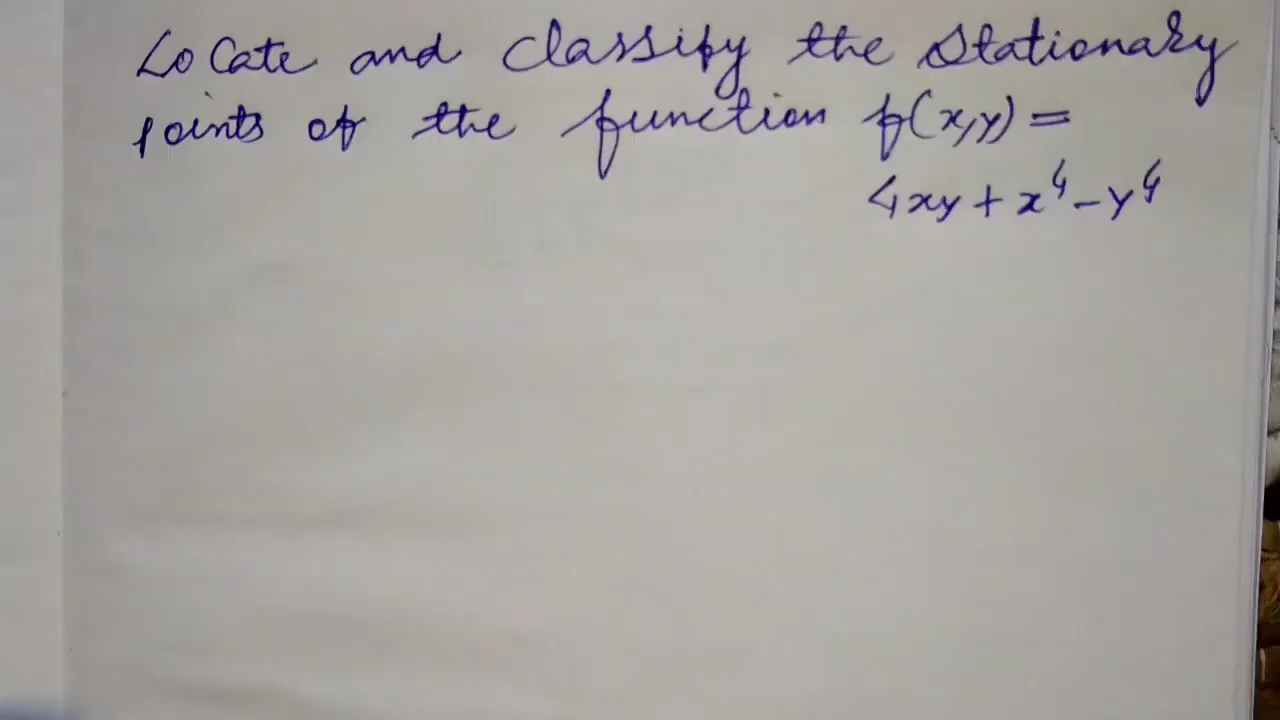 Locate and classify the stationary
points of the function f(x,y) =
4xy + x⁴ - y⁴